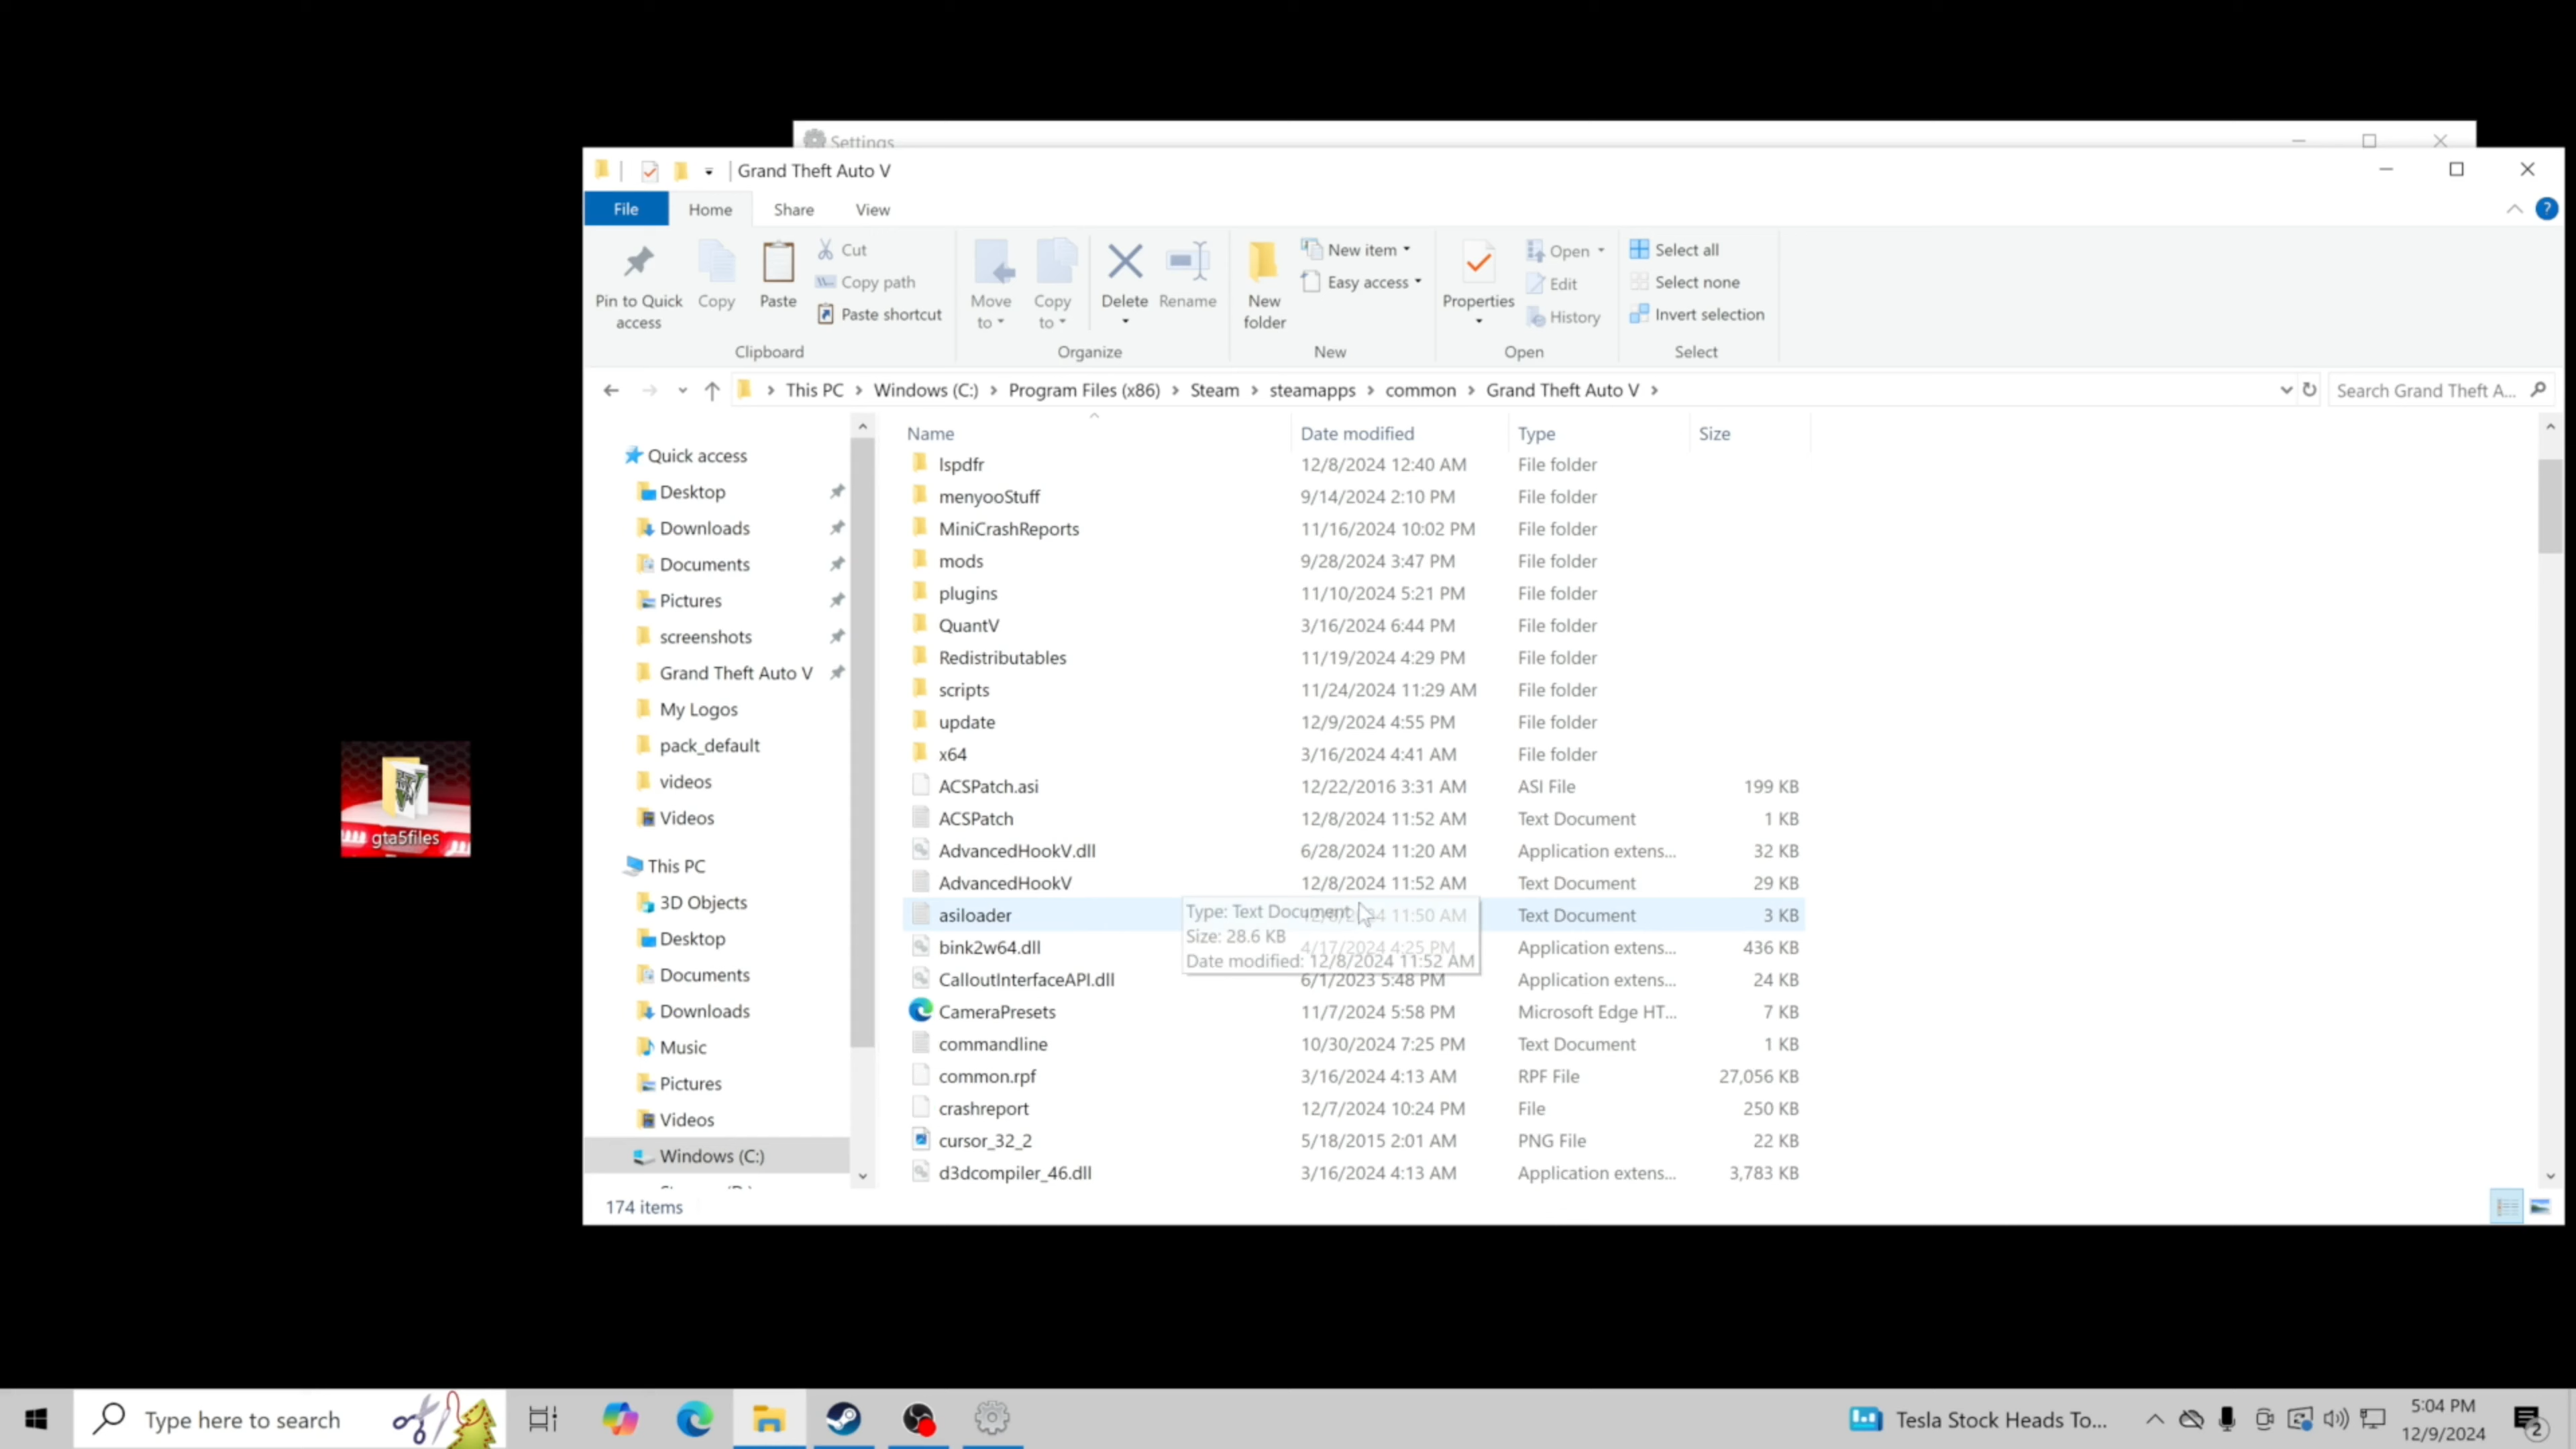 Settings
Grand Theft Auto V
File Home Share View
Pin to Quick access
Copy
Paste
Cut
Copy path
Paste shortcut
Clipboard
Move to
Copy to
Delete
Rename
Organize
New folder
New item
Easy access
New
Properties
Open
Edit
History
Open
Select all
Select none
Invert selection
Select
This PC > Windows (C:) > Program Files (x86) > Steam > steamapps > common > Grand Theft Auto V >
Search Grand Theft A...
Quick access
Desktop
Downloads
Documents
Pictures
screenshots
Grand Theft Auto V
My Logos
pack_default
videos
Videos
This PC
3D Objects
Desktop
Documents
Downloads
Music
Pictures
Videos
Windows (C:)
Name Date modified Type Size
lspdfr 12/8/2024 12:40 AM File folder
menyooStuff 9/14/2024 2:10 PM File folder
MiniCrashReports 11/16/2024 10:02 PM File folder
mods 9/28/2024 3:47 PM File folder
plugins 11/10/2024 5:21 PM File folder
QuantV 3/16/2024 6:44 PM File folder
Redistributables 11/19/2024 4:29 PM File folder
scripts 11/24/2024 11:29 AM File folder
update 12/9/2024 4:55 PM File folder
x64 3/16/2024 4:41 AM File folder
ACSPatch.asi 12/22/2016 3:31 AM ASI File 199 KB
ACSPatch 12/8/2024 11:52 AM Text Document 1 KB
AdvancedHookV.dll 6/28/2024 11:20 AM Application extens... 32 KB
AdvancedHookV 12/8/2024 11:52 AM Text Document 29 KB
asiloader 11:50 AM Text Document 3 KB
bink2w64.dll 4/17/2024 4:25 PM Application extens... 436 KB
CalloutInterfaceAPI.dll 6/1/2023 5:48 PM Application extens... 24 KB
CameraPresets 11/7/2024 5:58 PM Microsoft Edge HT... 7 KB
commandline 10/30/2024 7:25 PM Text Document 1 KB
common.rpf 3/16/2024 4:13 AM RPF File 27,056 KB
crashreport 12/7/2024 10:24 PM File 250 KB
cursor_32_2 5/18/2015 2:01 AM PNG File 22 KB
d3dcompiler_46.dll 3/16/2024 4:13 AM Application extens... 3,783 KB
Type: Text Document
Size: 28.6 KB
Date modified: 12/8/2024 11:52 AM
174 items
gta5files
Type here to search
Tesla Stock Heads To...
5:04 PM
12/9/2024
2